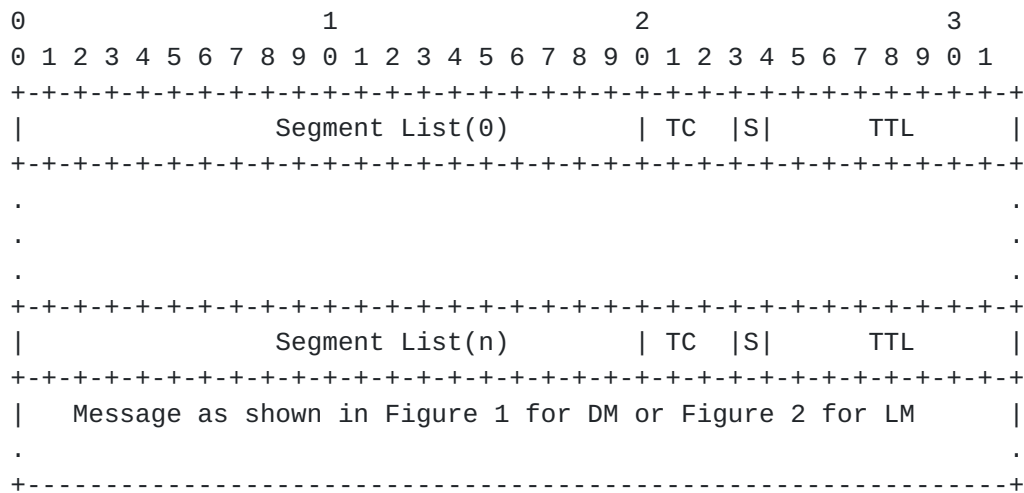 0                   1                   2                   3
0 1 2 3 4 5 6 7 8 9 0 1 2 3 4 5 6 7 8 9 0 1 2 3 4 5 6 7 8 9 0 1
+-+-+-+-+-+-+-+-+-+-+-+-+-+-+-+-+-+-+-+-+-+-+-+-+-+-+-+-+-+-+-+-+
|                Segment List(0)        | TC  |S|      TTL      |
+-+-+-+-+-+-+-+-+-+-+-+-+-+-+-+-+-+-+-+-+-+-+-+-+-+-+-+-+-+-+-+-+
.                                                               .
.                                                               .
.                                                               .
+-+-+-+-+-+-+-+-+-+-+-+-+-+-+-+-+-+-+-+-+-+-+-+-+-+-+-+-+-+-+-+-+
|                Segment List(n)        | TC  |S|      TTL      |
+-+-+-+-+-+-+-+-+-+-+-+-+-+-+-+-+-+-+-+-+-+-+-+-+-+-+-+-+-+-+-+-+
|   Message as shown in Figure 1 for DM or Figure 2 for LM      |
.                                                               .
+---------------------------------------------------------------+